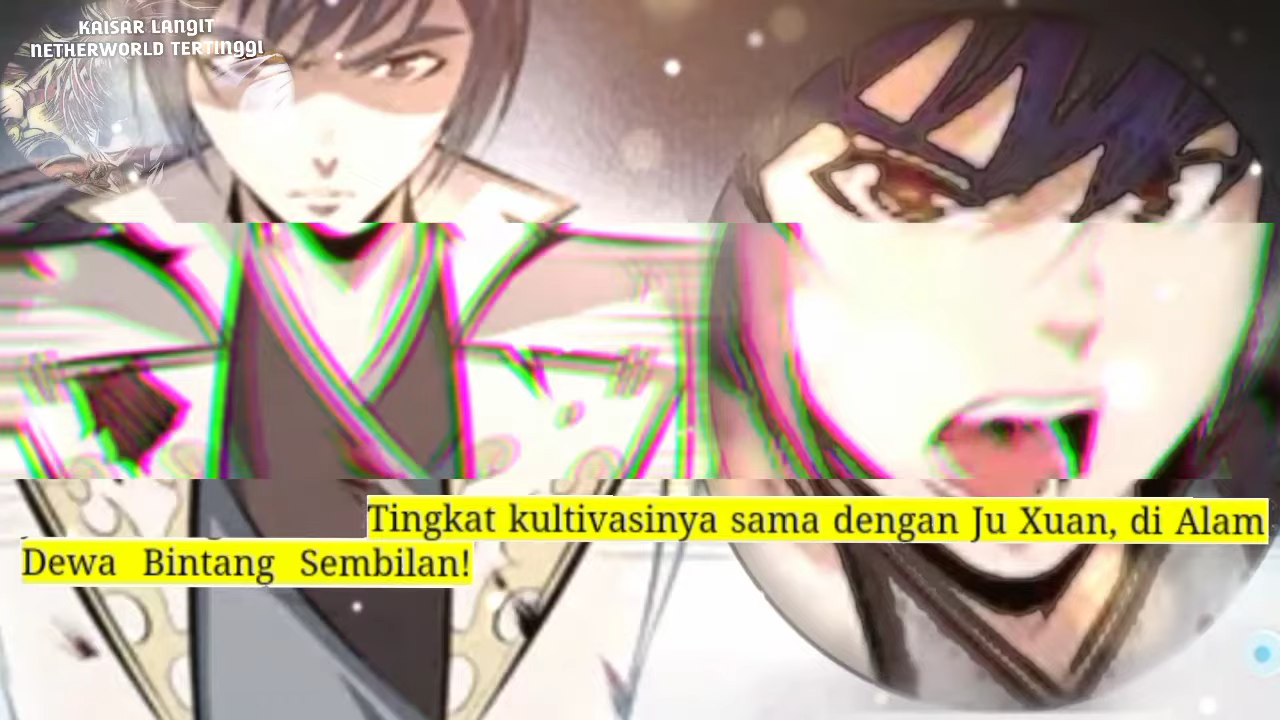 KAISAR LANGIT
NETHERWORLD TERTINGGI
Tingkat kultivasinya sama dengan Ju Xuan, di Alam
Dewa Bintang Sembilan!